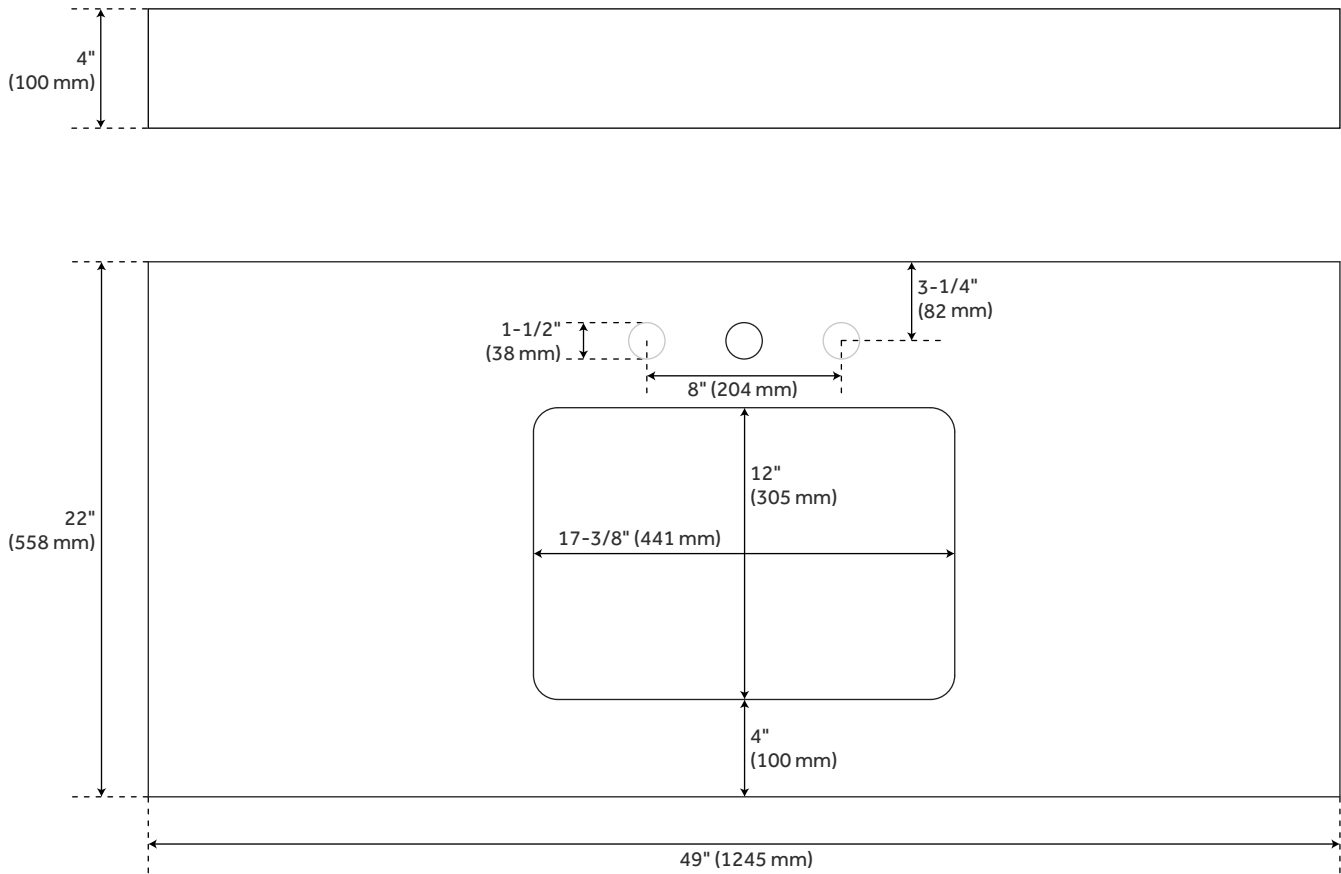 4"
(100 mm)
3-1/4"
(82 mm)
1-1/2"
(38 mm)
8" (204 mm)
12"
(305 mm)
22"
(558 mm)
17-3/8" (441 mm)
4"
(100 mm)
49" (1245 mm)